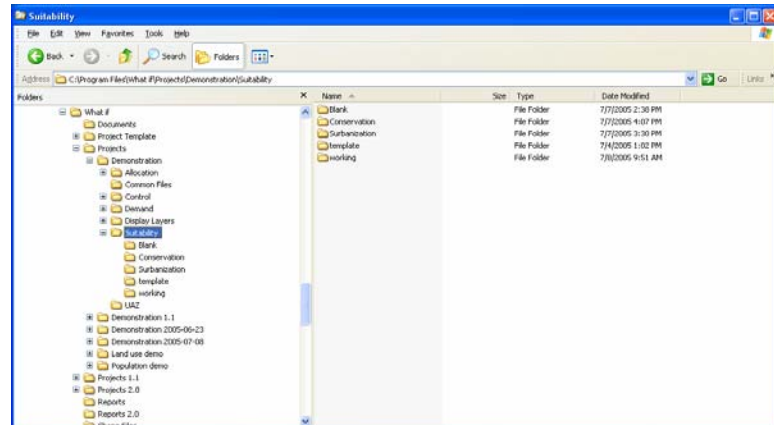 Suitability
File Edit View Favorites Tools Help
Back Search Folders
Address C:\Program Files\What if\Projects\Demonstration\Suitability Go Links
Folders × Name Size Type Date Modified
What if
Documents
Project Template
Projects
Demonstration
Allocation
Common Files
Control
Demand
Display Layers
Suitability
Blank
Conservation
Surbanization
template
working
UAZ
Demonstration 1.1
Demonstration 2005-06-23
Demonstration 2005-07-08
Land use demo
Population demo
Projects 1.1
Projects 2.0
Reports
Reports 2.0
Blank File Folder 7/7/2005 2:38 PM
Conservation File Folder 7/7/2005 4:07 PM
Surbanization File Folder 7/7/2005 3:30 PM
template File Folder 7/4/2005 1:02 PM
working File Folder 7/8/2005 9:51 AM